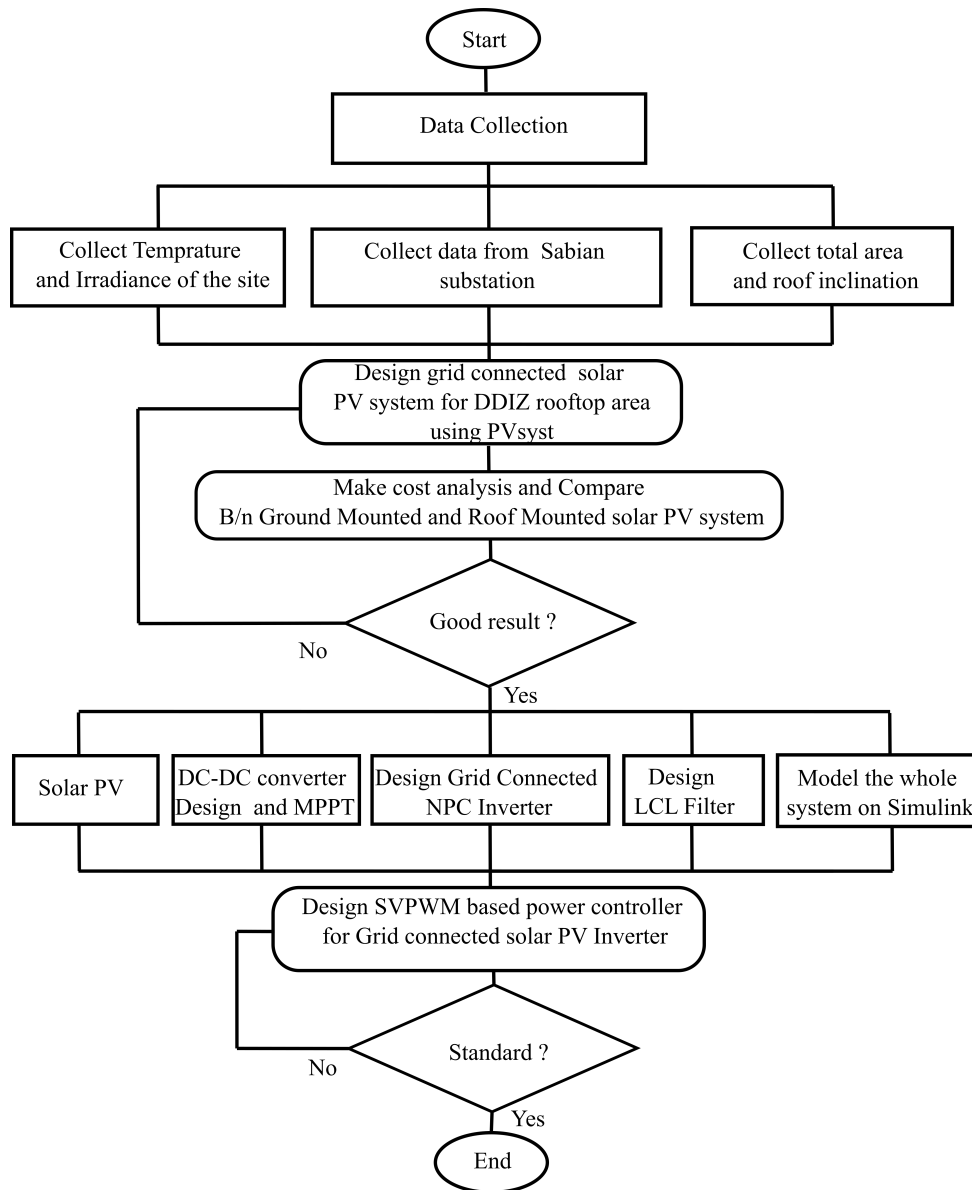 Start
Data Collection
Collect Temprature
and Irradiance of the site
Collect data from Sabian
substation
Collect total area
and roof inclination
Design grid connected solar
PV system for DDIZ rooftop area
using PVsyst
Make cost analysis and Compare
B/n Ground Mounted and Roof Mounted solar PV system
Good result ?
No
Yes
Solar PV
DC-DC converter
Design and MPPT
Design Grid Connected
NPC Inverter
Design
LCL Filter
Model the whole
system on Simulink
Design SVPWM based power controller
for Grid connected solar PV Inverter
Standard ?
No
Yes
End